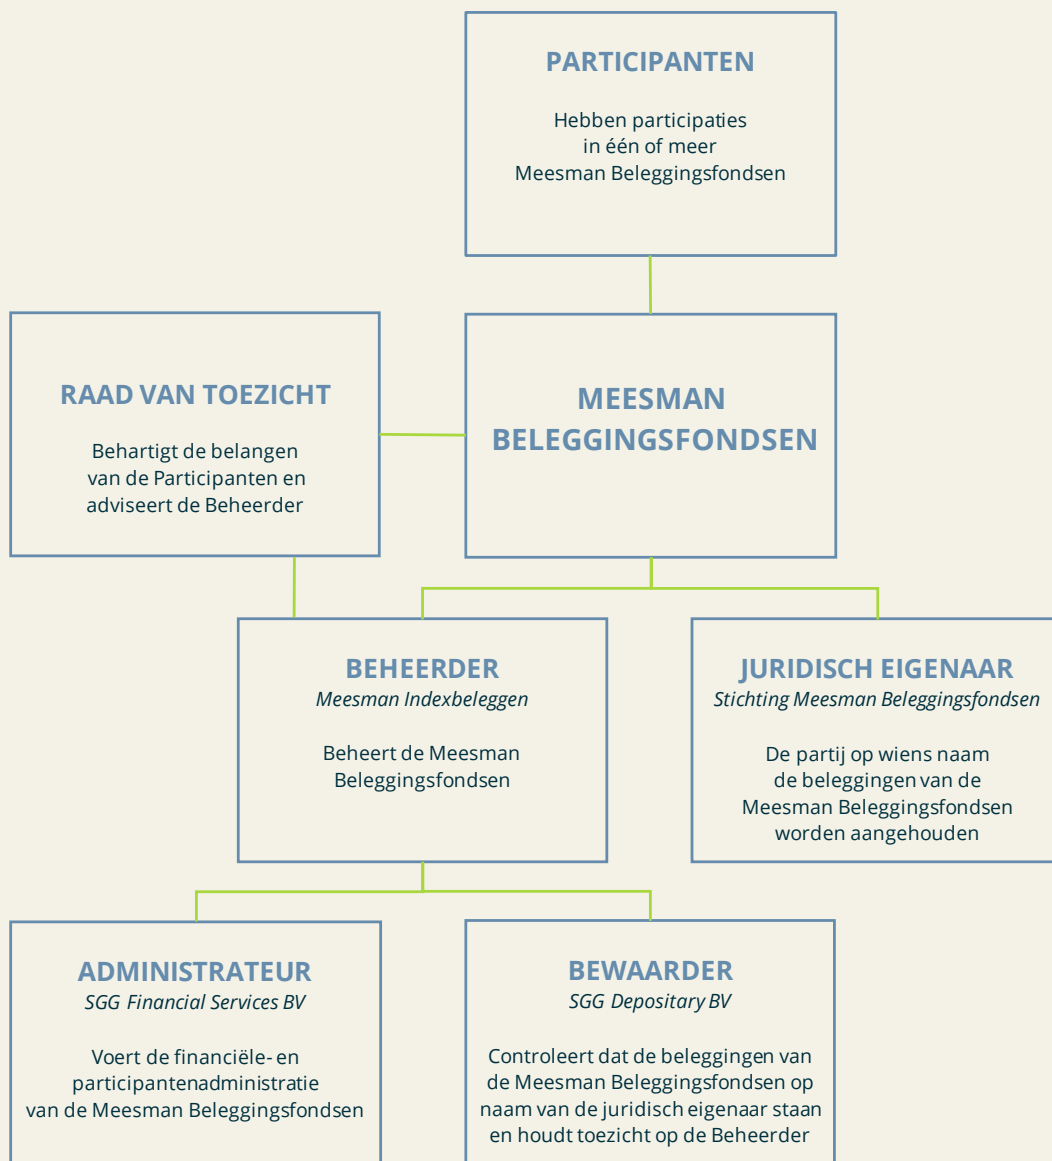 PARTICIPANTEN
Hebben participaties
in één of meer
Meesman Beleggingsfondsen
RAAD VAN TOEZICHT
Behartigt de belangen
van de Participanten en
adviseert de Beheerder
MEESMAN
BELEGGINGSFONDSEN
BEHEERDER
Meesman Indexbeleggen
Beheert de Meesman
Beleggingsfondsen
JURIDISCH EIGENAAR
Stichting Meesman Beleggingsfondsen
De partij op wiens naam
de beleggingen van de
Meesman Beleggingsfondsen
worden aangehouden
ADMINISTRATEUR
SGG Financial Services BV
Voert de financiële- en
participantenadministratie
van de Meesman Beleggingsfondsen
BEWAARDER
SGG Depositary BV
Controleert dat de beleggingen van
de Meesman Beleggingsfondsen op
naam van de juridisch eigenaar staan
en houdt toezicht op de Beheerder